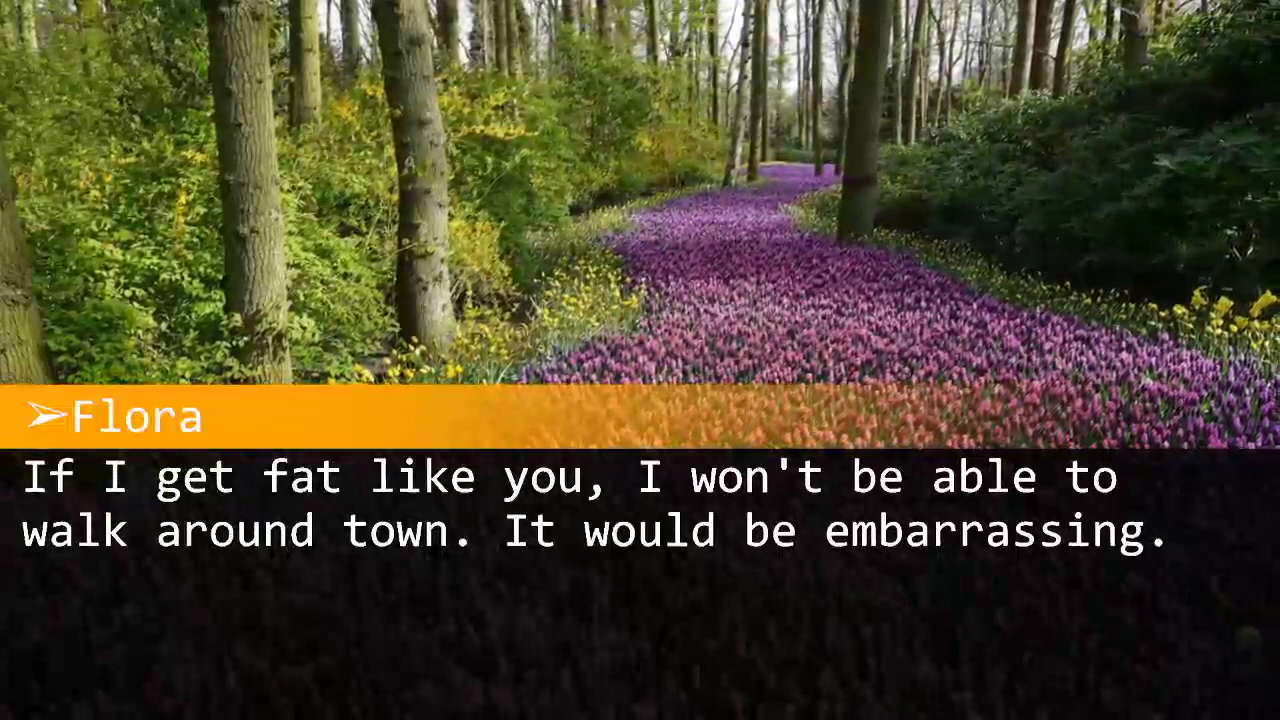 ➢Flora
If I get fat like you, I won't be able to
walk around town. It would be embarrassing.